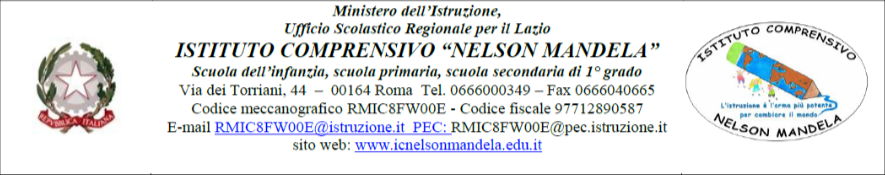 Ministero dell'Istruzione,
Ufficio Scolastico Regionale per il Lazio
ISTITUTO COMPRENSIVO “NELSON MANDELA”
Scuola dell'infanzia, scuola primaria, scuola secondaria di 1° grado
Via dei Torriani, 44 – 00164 Roma Tel. 0666000349 – Fax 0666040665
Codice meccanografico RMIC8FW00E - Codice fiscale 97712890587
E-mail RMIC8FW00E@istruzione.it PEC: RMIC8FW00E@pec.istruzione.it
sito web: www.icnelsonmandela.edu.it
REPVBBLICA ITALIANA
ISTITUTO COMPRENSIVO
L'istruzione è l'arma più potente
per cambiare il mondo
NELSON MANDELA